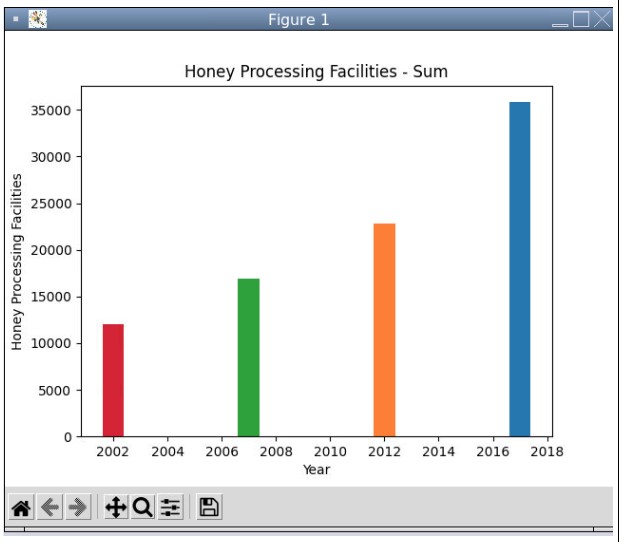 Figure 1
Honey Processing Facilities - Sum
35000
30000
25000
20000
15000
10000
5000
0
Honey Processing Facilities
2002 2004 2006 2008 2010 2012 2014 2016 2018
Year